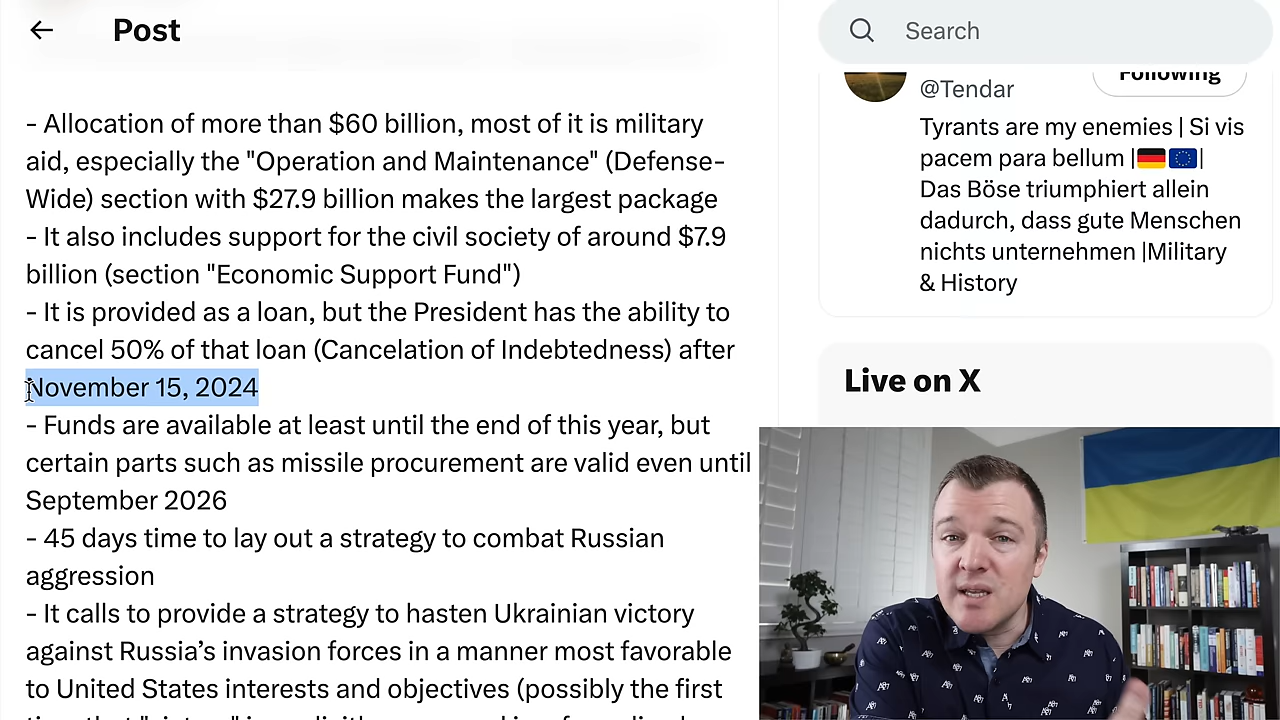 Post
- Allocation of more than $60 billion, most of it is military
aid, especially the "Operation and Maintenance" (Defense-
Wide) section with $27.9 billion makes the largest package
- It also includes support for the civil society of around $7.9
billion (section "Economic Support Fund")
- It is provided as a loan, but the President has the ability to
cancel 50% of that loan (Cancelation of Indebtedness) after
November 15, 2024
- Funds are available at least until the end of this year, but
certain parts such as missile procurement are valid even until
September 2026
- 45 days time to lay out a strategy to combat Russian
aggression
- It calls to provide a strategy to hasten Ukrainian victory
against Russia’s invasion forces in a manner most favorable
to United States interests and objectives (possibly the first
Search
Following
@Tendar
Tyrants are my enemies | Si vis
pacem para bellum |🇩🇪🇪🇺|
Das Böse triumphiert allein
dadurch, dass gute Menschen
nichts unternehmen |Military
& History
Live on X